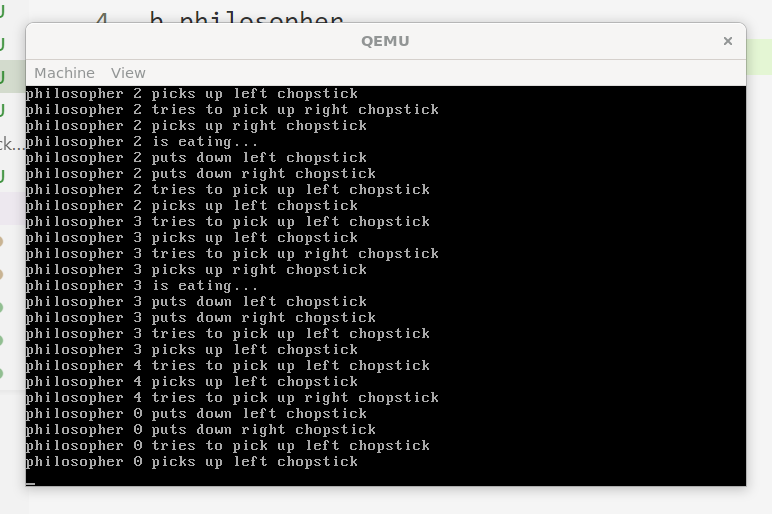 4 b philosopher
QEMU
Machine View
philosopher 2 picks up left chopstick
philosopher 2 tries to pick up right chopstick
philosopher 2 picks up right chopstick
philosopher 2 is eating...
philosopher 2 puts down left chopstick
philosopher 2 puts down right chopstick
philosopher 2 tries to pick up left chopstick
philosopher 2 picks up left chopstick
philosopher 3 tries to pick up left chopstick
philosopher 3 picks up left chopstick
philosopher 3 tries to pick up right chopstick
philosopher 3 picks up right chopstick
philosopher 3 is eating...
philosopher 3 puts down left chopstick
philosopher 3 puts down right chopstick
philosopher 3 tries to pick up left chopstick
philosopher 3 picks up left chopstick
philosopher 4 tries to pick up left chopstick
philosopher 4 picks up left chopstick
philosopher 4 tries to pick up right chopstick
philosopher 0 puts down left chopstick
philosopher 0 puts down right chopstick
philosopher 0 tries to pick up left chopstick
philosopher 0 picks up left chopstick